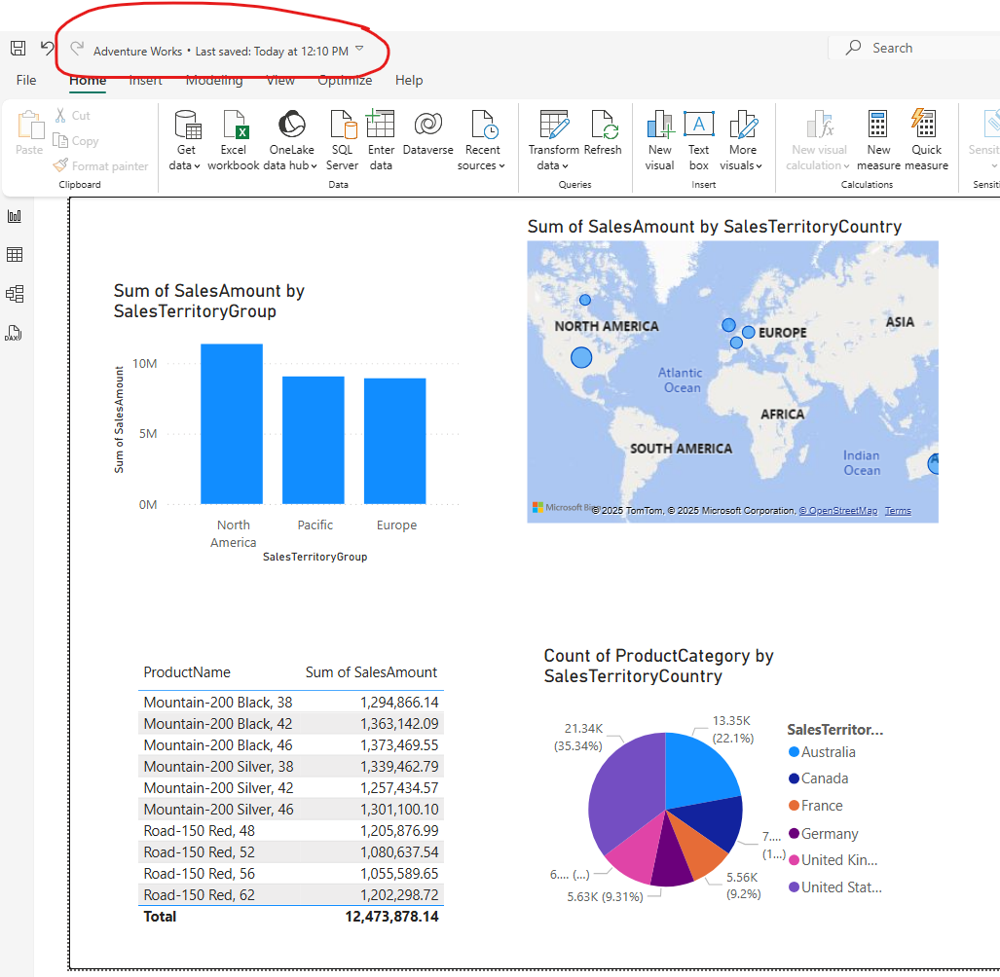 Adventure Works • Last saved: Today at 12:10 PM
Search
File Home Insert Modeling View Optimize Help
Paste
Cut
Copy
Format painter
Clipboard
Get data
Excel workbook
OneLake data hub
SQL Server
Enter data
Dataverse
Recent sources
Data
Transform data
Refresh
Queries
New visual
Text box
More visuals
Insert
New visual calculation
New measure
Quick measure
Calculations
Sensiti
Sensiti
DAX
Sum of SalesAmount by
SalesTerritoryGroup
Sum of SalesAmount
10M
5M
0M
North
America
Pacific
Europe
SalesTerritoryGroup
Sum of SalesAmount by SalesTerritoryCountry
NORTH AMERICA
EUROPE
ASIA
Atlantic
Ocean
AFRICA
SOUTH AMERICA
Indian
Ocean
A
Microsoft Bing
© 2025 TomTom, © 2025 Microsoft Corporation, © OpenStreetMap Terms
ProductName Sum of SalesAmount
Mountain-200 Black, 38 1,294,866.14
Mountain-200 Black, 42 1,363,142.09
Mountain-200 Black, 46 1,373,469.55
Mountain-200 Silver, 38 1,339,462.79
Mountain-200 Silver, 42 1,257,434.57
Mountain-200 Silver, 46 1,301,100.10
Road-150 Red, 48 1,205,876.99
Road-150 Red, 52 1,080,637.54
Road-150 Red, 56 1,055,589.65
Road-150 Red, 62 1,202,298.72
Total 12,473,878.14
Count of ProductCategory by
SalesTerritoryCountry
21.34K
(35.34%)
13.35K
(22.1%)
7....
(1...)
5.56K
(9.2%)
5.63K (9.31%)
6.... (...)
SalesTerritor...
Australia
Canada
France
Germany
United Kin...
United Stat...